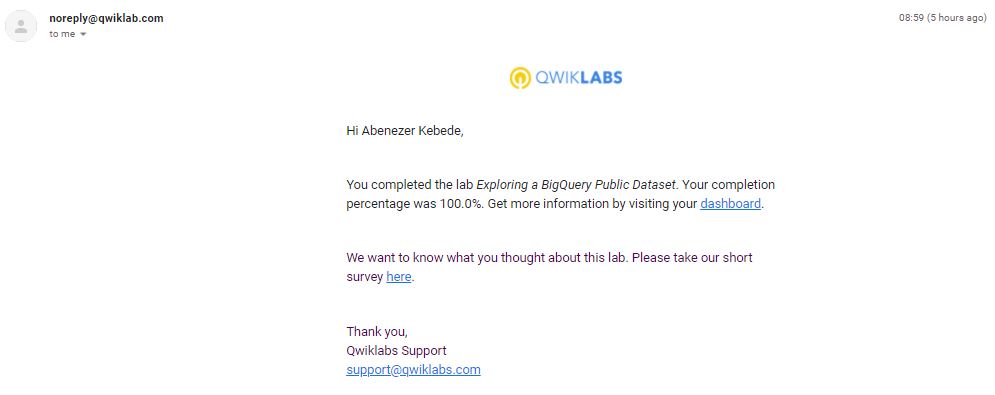 noreply@qwiklab.com
08:59 (5 hours ago)
to me
QWIKLABS
Hi Abenezer Kebede,
You completed the lab Exploring a BigQuery Public Dataset. Your completion
percentage was 100.0%. Get more information by visiting your dashboard.
We want to know what you thought about this lab. Please take our short
survey here.
Thank you,
Qwiklabs Support
support@qwiklabs.com